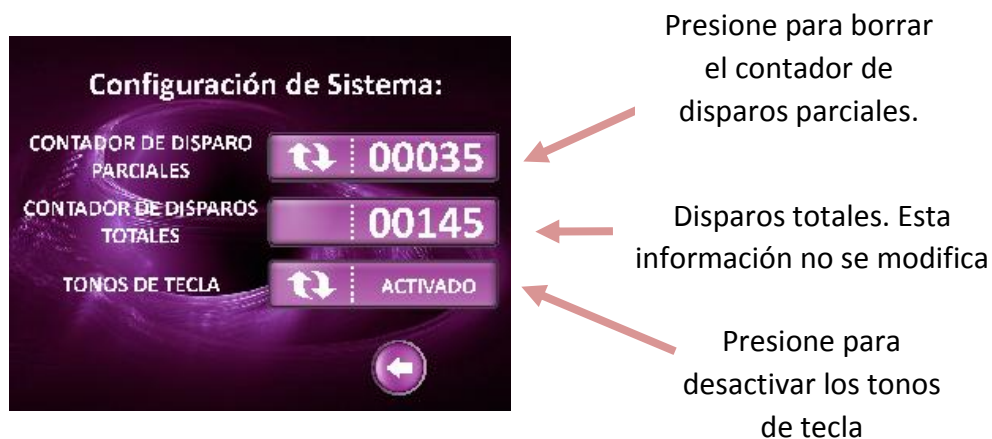 Configuración de Sistema:
CONTADOR DE DISPARO
PARCIALES
00035
CONTADOR DE DISPAROS
TOTALES
00145
TONOS DE TECLA
ACTIVADO
Presione para borrar
el contador de
disparos parciales.
Disparos totales. Esta
información no se modifica
Presione para
desactivar los tonos
de tecla